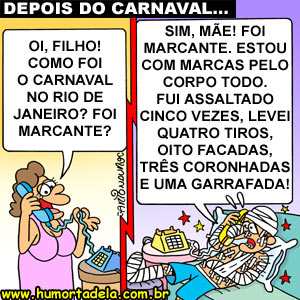 DEPOIS DO CARNAVAL...
OI, FILHO!
COMO FOI
O CARNAVAL
NO RIO DE
JANEIRO? FOI
MARCANTE?
SIM, MÃE! FOI
MARCANTE. ESTOU
COM MARCAS PELO
CORPO TODO.
FUI ASSALTADO
CINCO VEZES, LEVEI
QUATRO TIROS,
OITO FACADAS,
TRÊS CORONHADAS
E UMA GARRAFADA!
www.humortadela.com.br